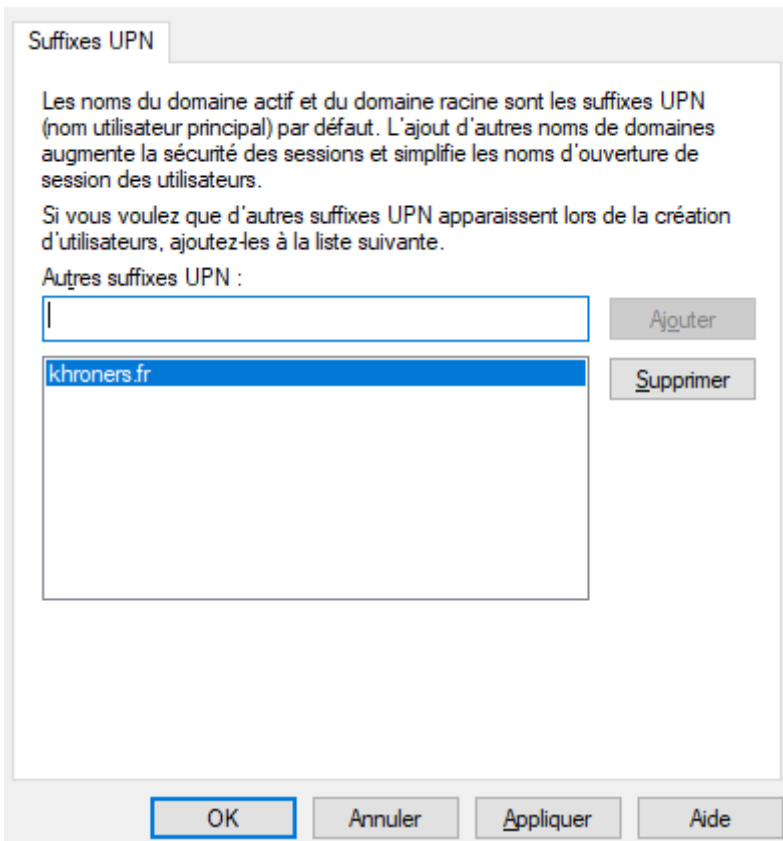 Suffixes UPN
Les noms du domaine actif et du domaine racine sont les suffixes UPN
(nom utilisateur principal) par défaut. L'ajout d'autres noms de domaines
augmente la sécurité des sessions et simplifie les noms d'ouverture de
session des utilisateurs.
Si vous voulez que d'autres suffixes UPN apparaissent lors de la création
d'utilisateurs, ajoutez-les à la liste suivante.
Autres suffixes UPN :
Ajouter
khroners.fr
Supprimer
OK
Annuler
Appliquer
Aide